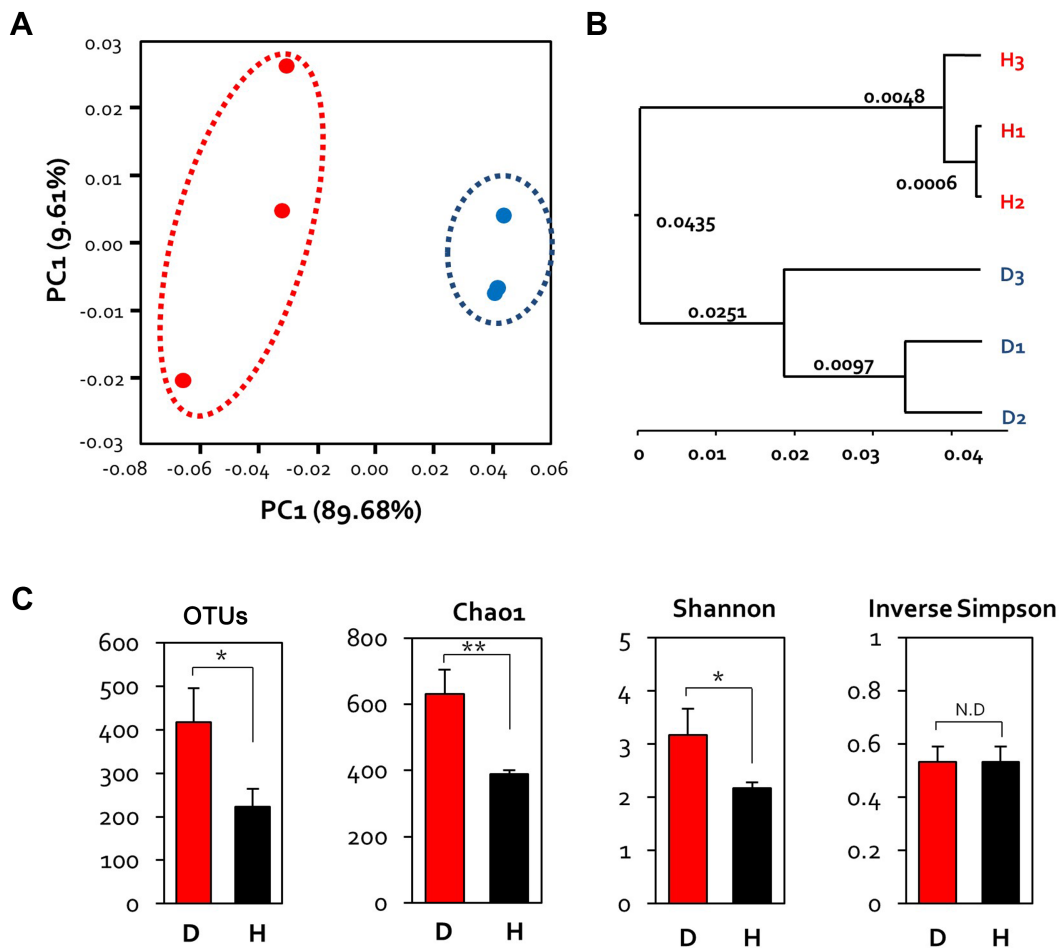 A
0.03
0.02
0.01
0.00
-0.01
-0.02
-0.03
PC1 (9.61%)
-0.08 -0.06 -0.04 -0.02 0.00 0.02 0.04 0.06
PC1 (89.68%)
B
0.0048
0.0006
0.0435
0.0251
0.0097
H3
H1
H2
D3
D1
D2
0 0.01 0.02 0.03 0.04
C
OTUs
600
500
400
300
200
100
0
*
D H
Chao1
800
600
400
200
0
**
D H
Shannon
5
4
3
2
1
0
*
D H
Inverse Simpson
1
0.8
0.6
0.4
0.2
0
N.D
D H